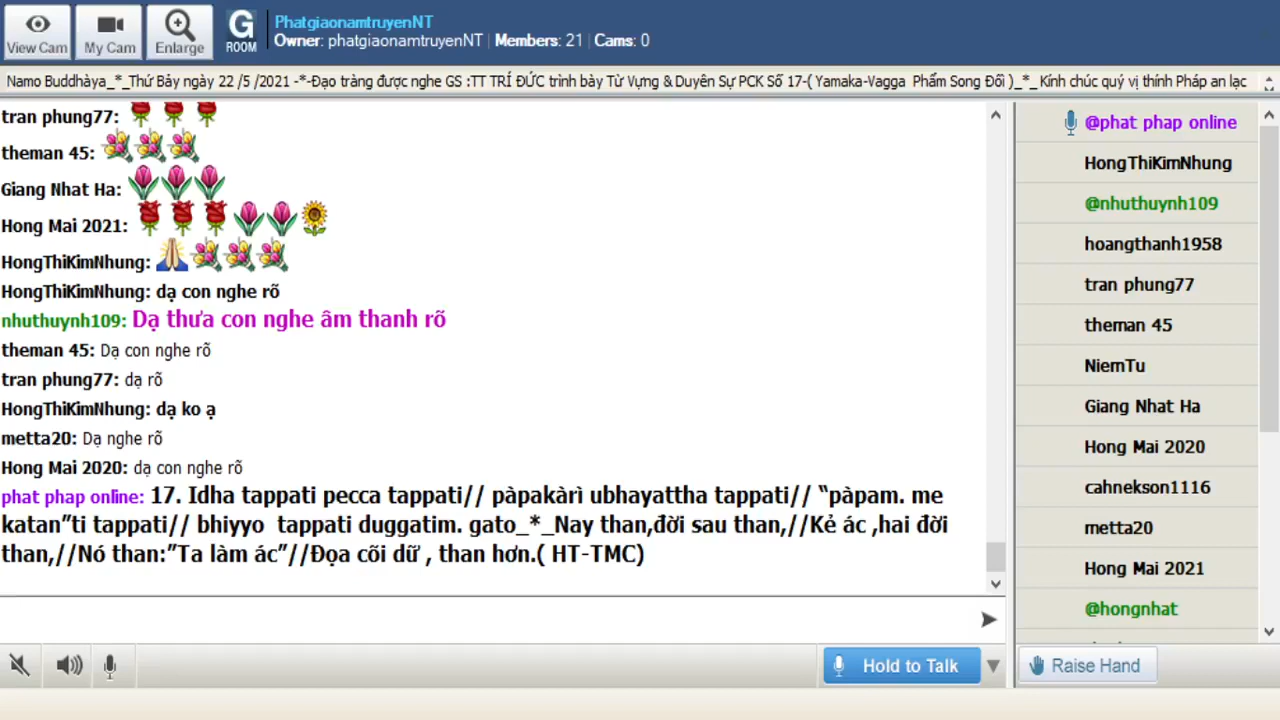 PhatgiaonamtruyenNT
View Cam
My Cam
Enlarge
G
ROOM
Owner: phatgiaonamtruyenNT | Members: 21 | Cams: 0
Namo Buddhàya_*_Thứ Bảy ngày 22 /5 /2021 -*-Đạo tràng được nghe GS :TT TRÍ ĐỨC trình bày Từ Vựng & Duyên Sự PCK Số 17-( Yamaka-Vagga Phẩm Song Đối )_*_ Kính chúc quý vị thính Pháp an lạc
tran phung77:
theman 45:
Giang Nhat Ha:
Hong Mai 2021:
HongThiKimNhung:
HongThiKimNhung: dạ con nghe rõ
nhuthuynh109: Dạ thưa con nghe âm thanh rõ
theman 45: Dạ con nghe rõ
tran phung77: dạ rõ
HongThiKimNhung: dạ ko ạ
metta20: Dạ nghe rõ
Hong Mai 2020: dạ con nghe rõ
phat phap online: 17. Idha tappati pecca tappati// pàpakàrì ubhayattha tappati// “pàpam. me
katan”ti tappati// bhiyyo tappati duggatim. gato_*_Nay than,đời sau than,//Kẻ ác ,hai đời
than,//Nó than:”Ta làm ác”//Đọa cõi dữ , than hơn.( HT-TMC)
@phat phap online
HongThiKimNhung
@nhuthuynh109
hoangthanh1958
tran phung77
theman 45
NiemTu
Giang Nhat Ha
Hong Mai 2020
cahnekson1116
metta20
Hong Mai 2021
@hongnhat
Hold to Talk
Raise Hand